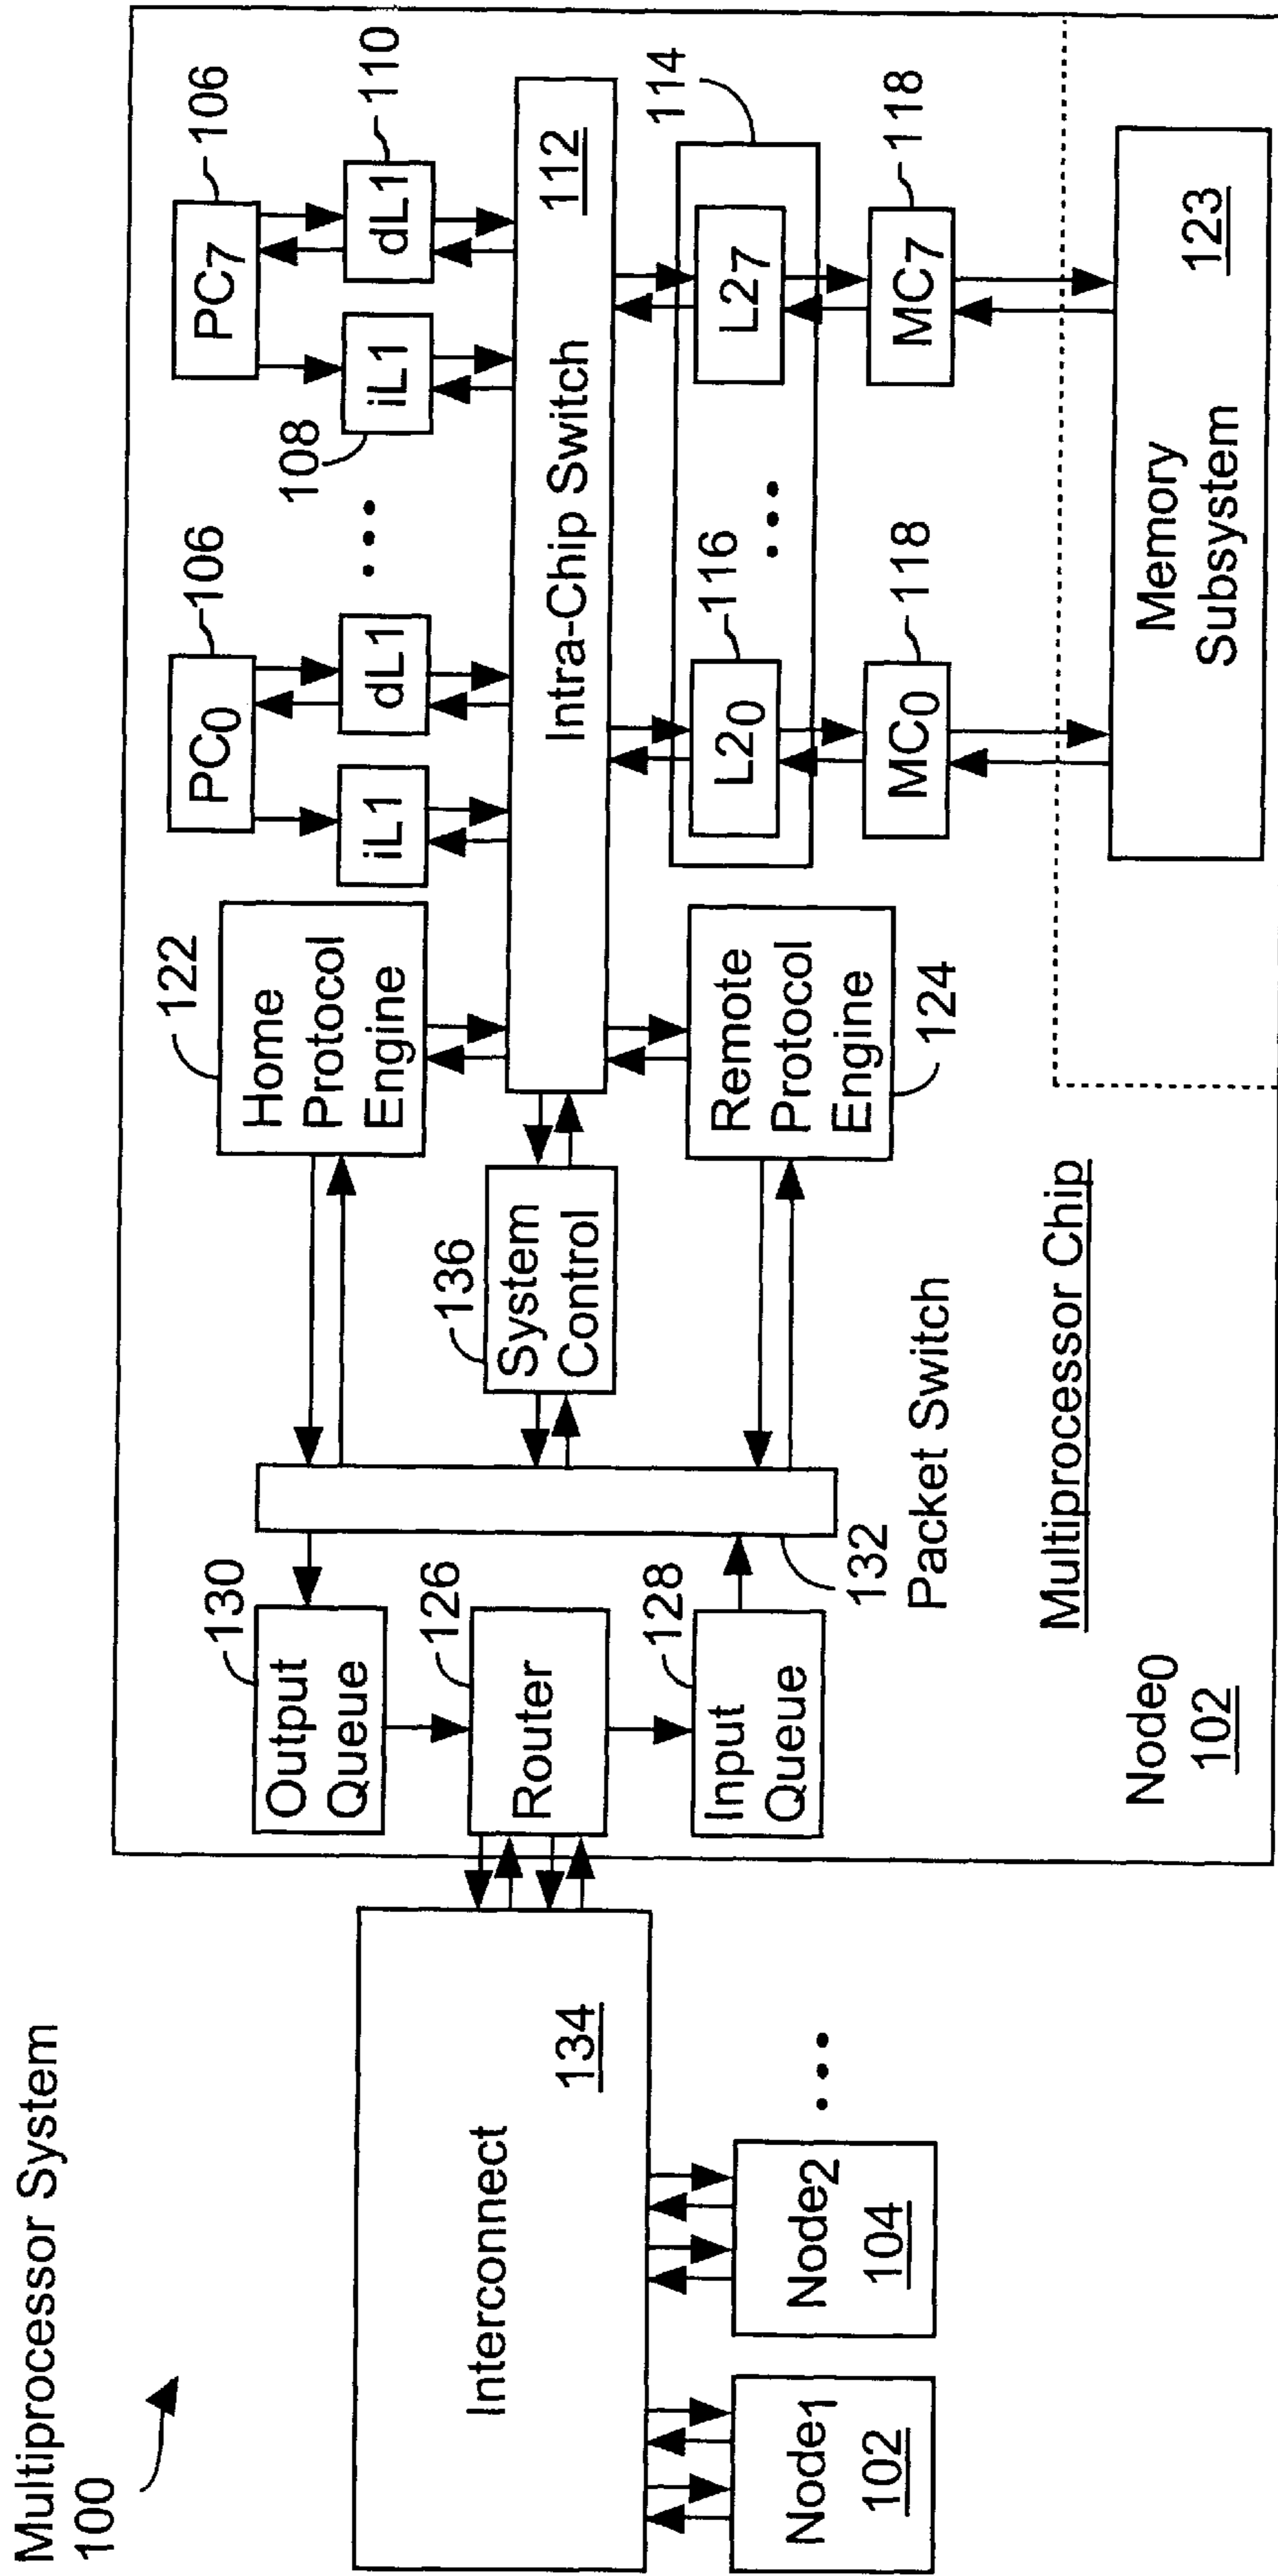 Multiprocessor System
100
Interconnect
134
Node1
102
Node2
104
...
Output
Queue
130
Router
126
Input
Queue
128
132
Packet Switch
System
Control
136
Home
Protocol
Engine
122
Remote
Protocol
Engine
124
PC0
106
iL1
dL1
...
PC7
106
iL1
108
dL1
110
Intra-Chip Switch
112
114
L20
116
...
L27
MC0
118
MC7
118
Memory
Subsystem
123
Multiprocessor Chip
Node0
102